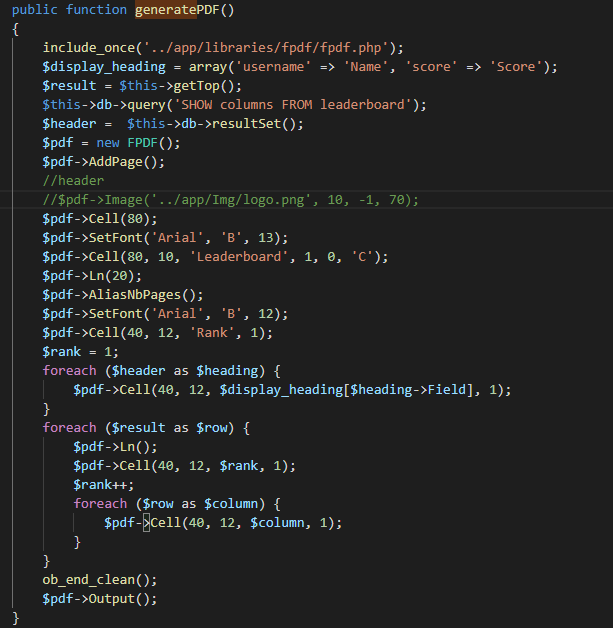 public function generatePDF()
{
    include_once('../app/libraries/fpdf/fpdf.php');
    $display_heading = array('username' => 'Name', 'score' => 'Score');
    $result = $this->getTop();
    $this->db->query('SHOW columns FROM leaderboard');
    $header =  $this->db->resultSet();
    $pdf = new FPDF();
    $pdf->AddPage();
    //header
    //$pdf->Image('../app/Img/logo.png', 10, -1, 70);
    $pdf->Cell(80);
    $pdf->SetFont('Arial', 'B', 13);
    $pdf->Cell(80, 10, 'Leaderboard', 1, 0, 'C');
    $pdf->Ln(20);
    $pdf->AliasNbPages();
    $pdf->SetFont('Arial', 'B', 12);
    $pdf->Cell(40, 12, 'Rank', 1);
    $rank = 1;
    foreach ($header as $heading) {
        $pdf->Cell(40, 12, $display_heading[$heading->Field], 1);
    }
    foreach ($result as $row) {
        $pdf->Ln();
        $pdf->Cell(40, 12, $rank, 1);
        $rank++;
        foreach ($row as $column) {
            $pdf->Cell(40, 12, $column, 1);
        }
    }
    ob_end_clean();
    $pdf->Output();
}